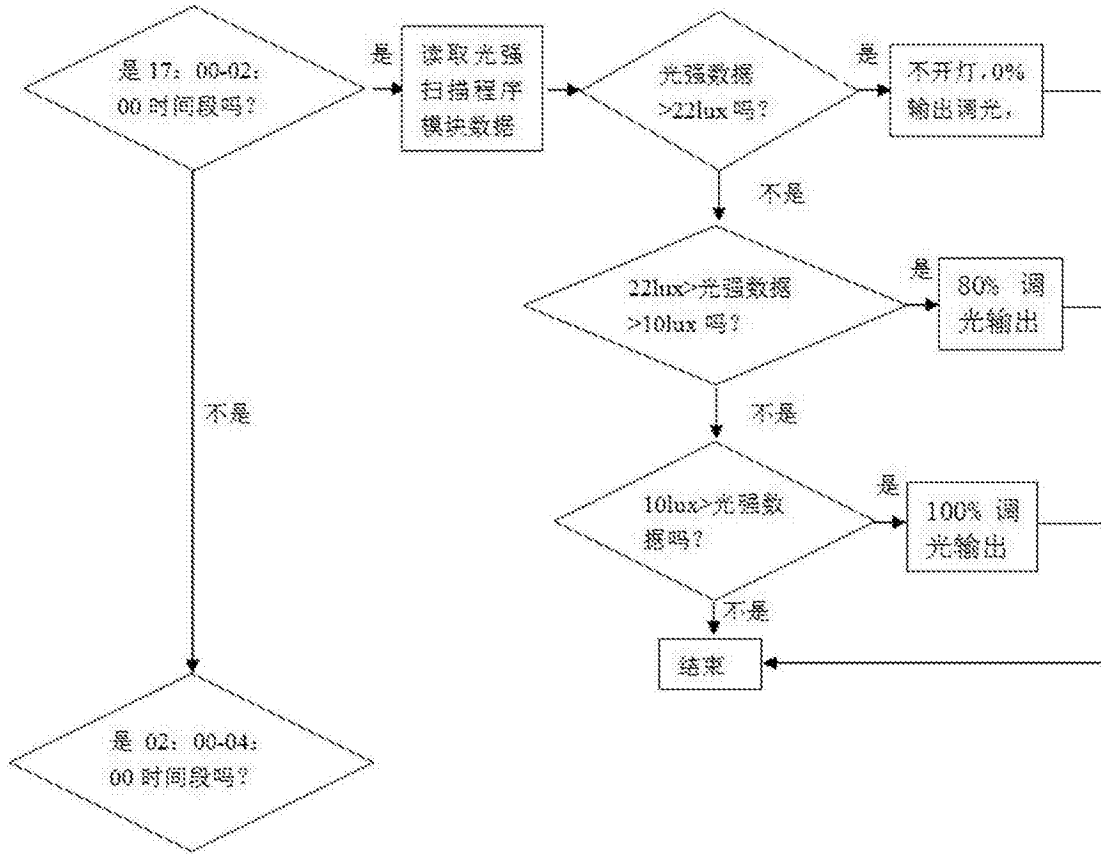 是 17：00-02：
00 时间段吗？
是
读取光强
扫描程序
模块数据
光强数据
>22lux 吗？
是
不开灯，0%
输出调光，
不是
22lux>光强数据
>10lux 吗？
是
80% 调
光输出
不是
不是
10lux>光强数
据吗？
是
100% 调
光输出
不是
结束
是 02：00-04：
00 时间段吗？